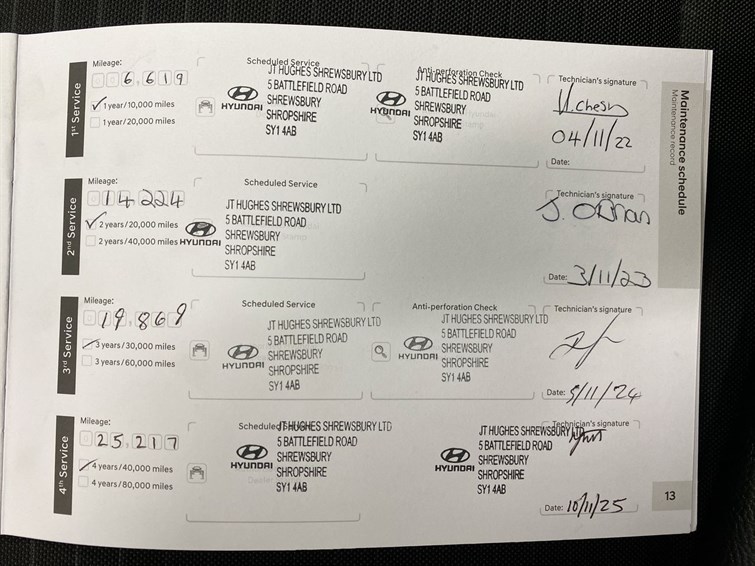 Maintenance schedule
Maintenance record
1st Service
Mileage:
006,619
✓ 1 year/10,000 miles
1 year/20,000 miles
Scheduled Service
HYUNDAI
JT HUGHES SHREWSBURY LTD
5 BATTLEFIELD ROAD
SHREWSBURY
SHROPSHIRE
SY1 4AB
Anti-perforation Check
HYUNDAI
JT HUGHES SHREWSBURY LTD
5 BATTLEFIELD ROAD
SHREWSBURY
SHROPSHIRE
SY1 4AB
Technician's signature
04/11/22
Date:
2nd Service
Mileage:
014224
✓ 2 years/20,000 miles
2 years/40,000 miles
Scheduled Service
HYUNDAI
JT HUGHES SHREWSBURY LTD
5 BATTLEFIELD ROAD
SHREWSBURY
SHROPSHIRE
SY1 4AB
Technician's signature
Date: 3/11/23
3rd Service
Mileage:
019,869
3 years/30,000 miles
3 years/60,000 miles
Scheduled Service
HYUNDAI
JT HUGHES SHREWSBURY LTD
5 BATTLEFIELD ROAD
SHREWSBURY
SHROPSHIRE
SY1 4AB
Anti-perforation Check
HYUNDAI
JT HUGHES SHREWSBURY LTD
5 BATTLEFIELD ROAD
SHREWSBURY
SHROPSHIRE
SY1 4AB
Technician's signature
Date: 5/11/24
4th Service
Mileage:
025,217
4 years/40,000 miles
4 years/80,000 miles
Scheduled
HYUNDAI
JT HUGHES SHREWSBURY LTD
5 BATTLEFIELD ROAD
SHREWSBURY
SHROPSHIRE
SY1 4AB
HYUNDAI
JT HUGHES SHREWSBURY LTD
5 BATTLEFIELD ROAD
SHREWSBURY
SHROPSHIRE
SY1 4AB
Technician's signature
Date: 10/11/25
13